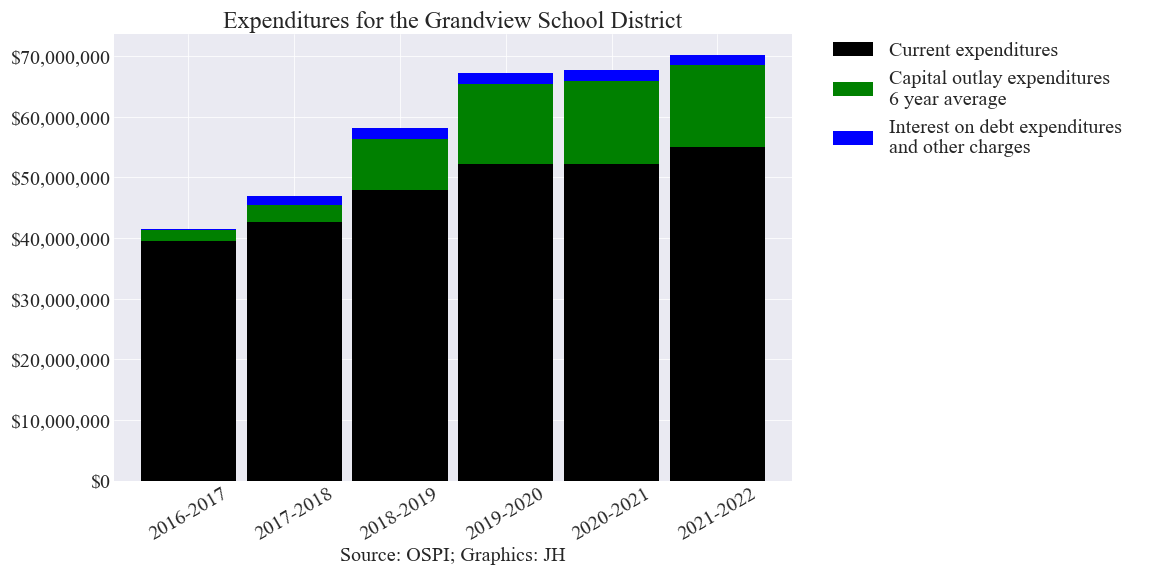 Expenditures for the Grandview School District
$70,000,000
$60,000,000
$50,000,000
$40,000,000
$30,000,000
$20,000,000
$10,000,000
$0
2016-2017
2017-2018
2018-2019
2019-2020
2020-2021
2021-2022
Source: OSPI; Graphics: JH
Current expenditures
Capital outlay expenditures
6 year average
Interest on debt expenditures
and other charges